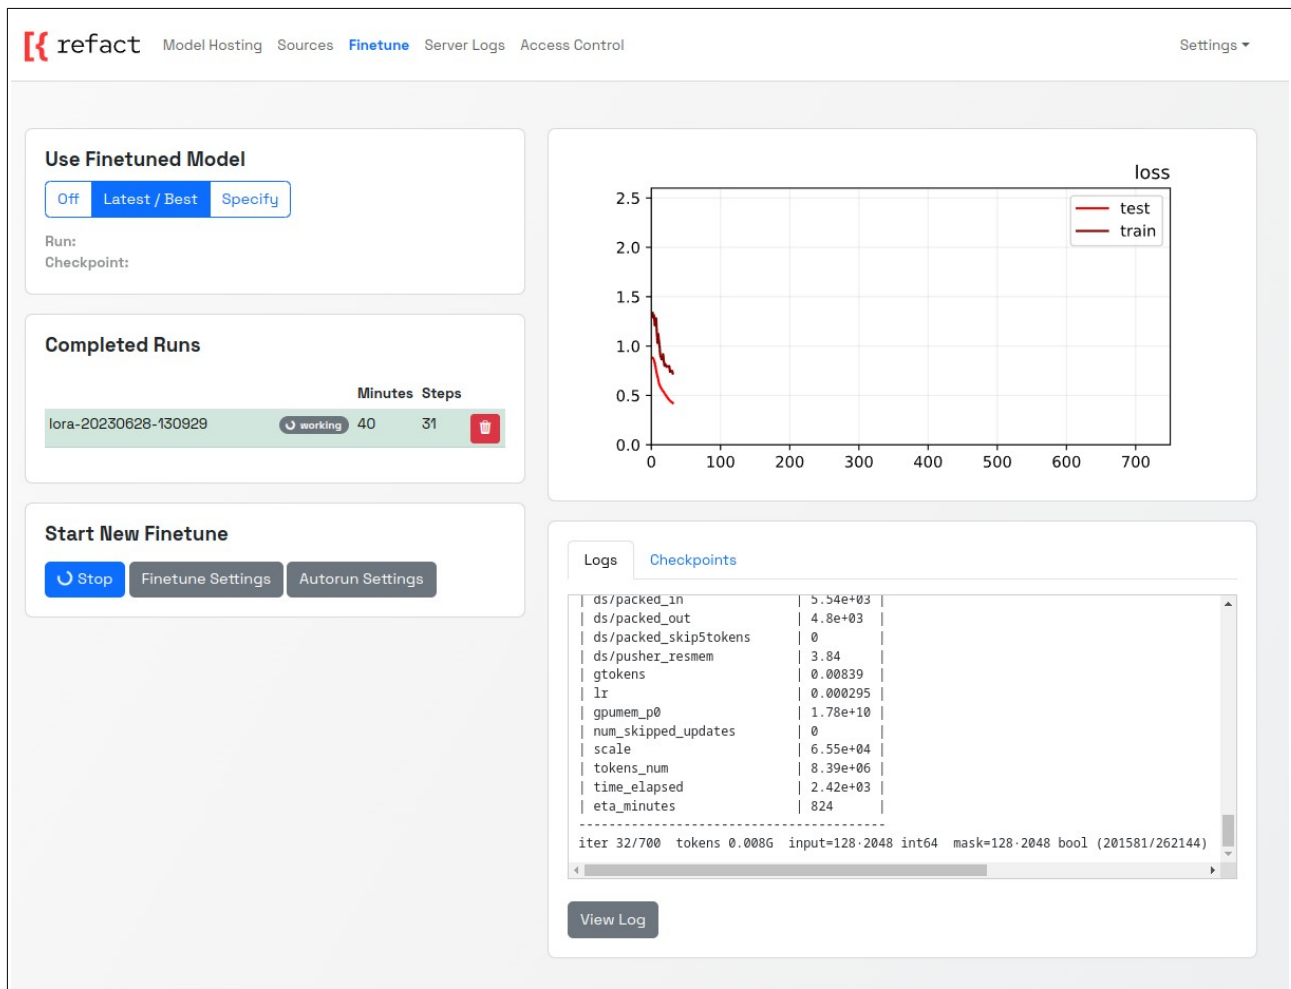 refact Model Hosting Sources Finetune Server Logs Access Control Settings
Use Finetuned Model
Off Latest / Best Specify
Run:
Checkpoint:
Completed Runs
Minutes Steps
lora-20230628-130929 working 40 31
Start New Finetune
Stop Finetune Settings Autorun Settings
loss
2.5
2.0
1.5
1.0
0.5
0.0
0 100 200 300 400 500 600 700
test
train
Logs Checkpoints
| ds/packed_in | 5.54e+03 |
| ds/packed_out | 4.8e+03 |
| ds/packed_skip5tokens | 0 |
| ds/pusher_resmem | 3.84 |
| gtokens | 0.00839 |
| lr | 0.000295 |
| gpumem_p0 | 1.78e+10 |
| num_skipped_updates | 0 |
| scale | 6.55e+04 |
| tokens_num | 8.39e+06 |
| time_elapsed | 2.42e+03 |
| eta_minutes | 824 |
----------------------------------------
iter 32/700 tokens 0.008G input=128·2048 int64 mask=128·2048 bool (201581/262144)
View Log